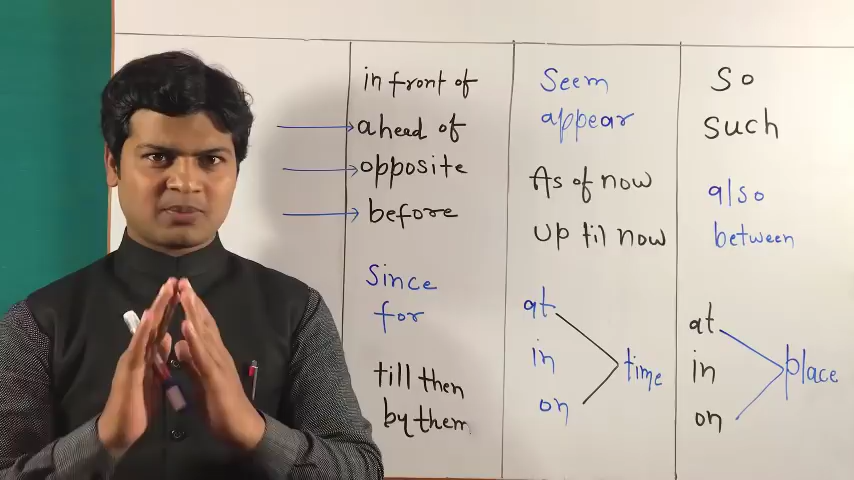 in front of
ahead of
opposite
before
Since
for
till then
by them
Seem
appear
As of now
Up til now
at
in
on
time
So
Such
also
between
at
in
on
place